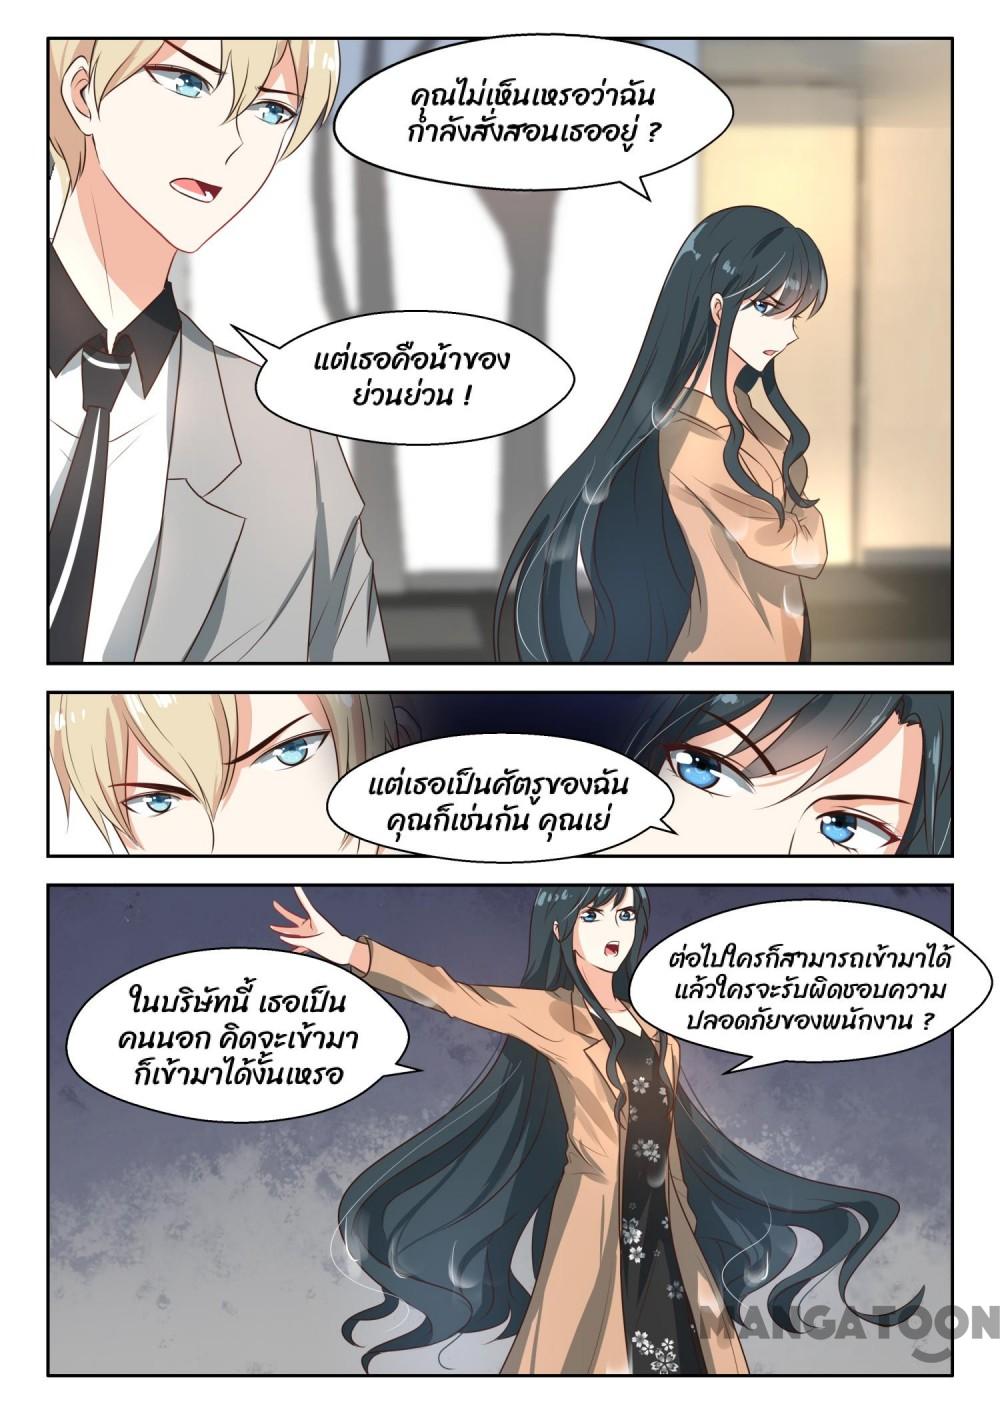 คุณไม่เห็นเหรอว่าฉัน
กำลังสั่งสอนเธออยู่ ?
แต่เธอคือน้าของ
ย่วนย่วน !
แต่เธอเป็นศัตรูของฉัน
คุณก็เช่นกัน คุณเย่
ในบริษัทนี้ เธอเป็น
คนนอก คิดจะเข้ามา
ก็เข้ามาได้งั้นเหรอ
ต่อไปใครก็สามารถเข้ามาได้
แล้วใครจะรับผิดชอบความ
ปลอดภัยของพนักงาน ?
MANGATOON